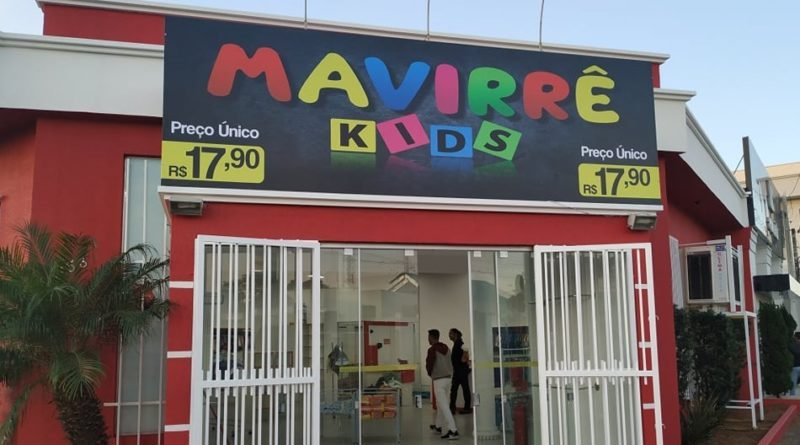 MAVIRRÊ
KIDS
Preço Único
R$ 17,90
Preço Único
R$ 17,90